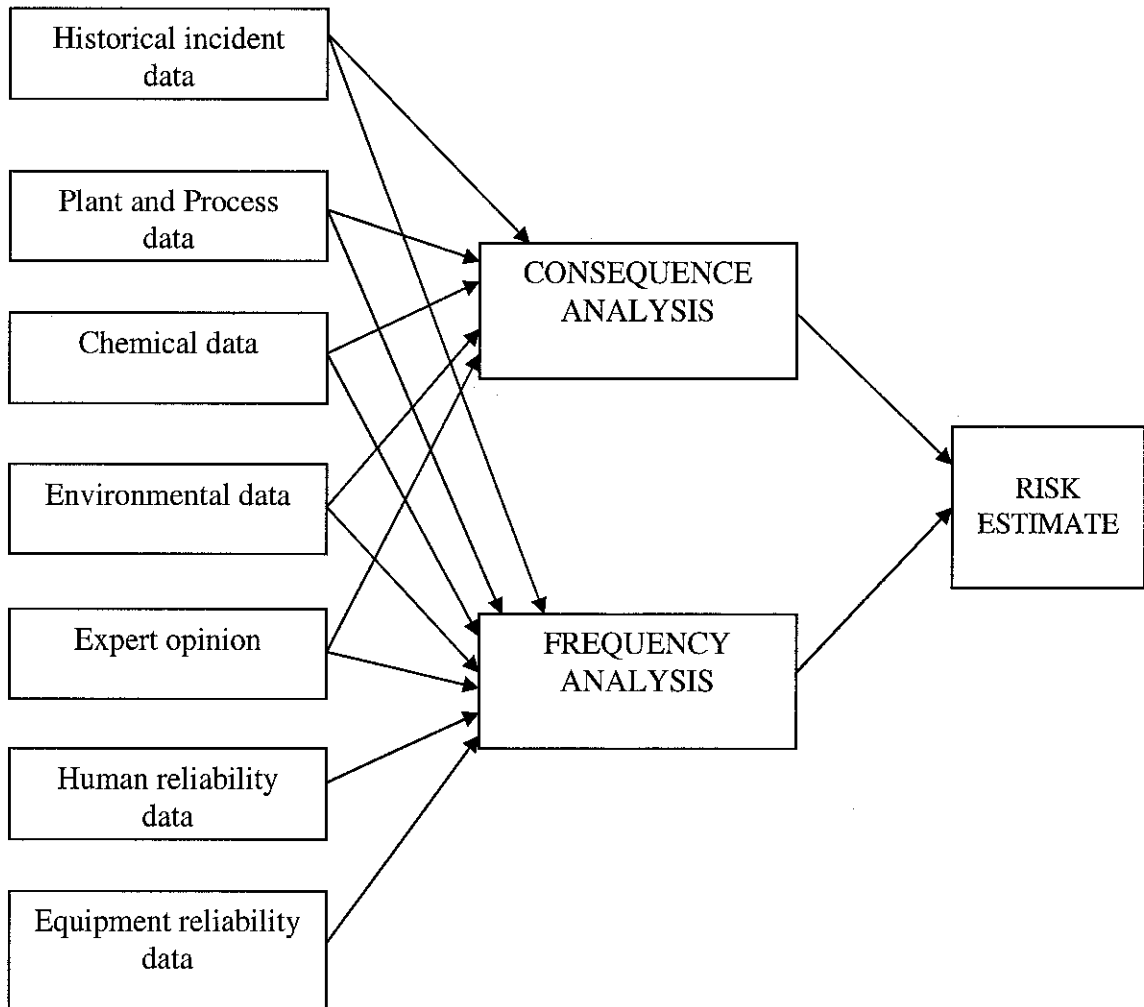 Historical incident
data
Plant and Process
data
Chemical data
Environmental data
Expert opinion
Human reliability
data
Equipment reliability
data
CONSEQUENCE
ANALYSIS
FREQUENCY
ANALYSIS
RISK
ESTIMATE